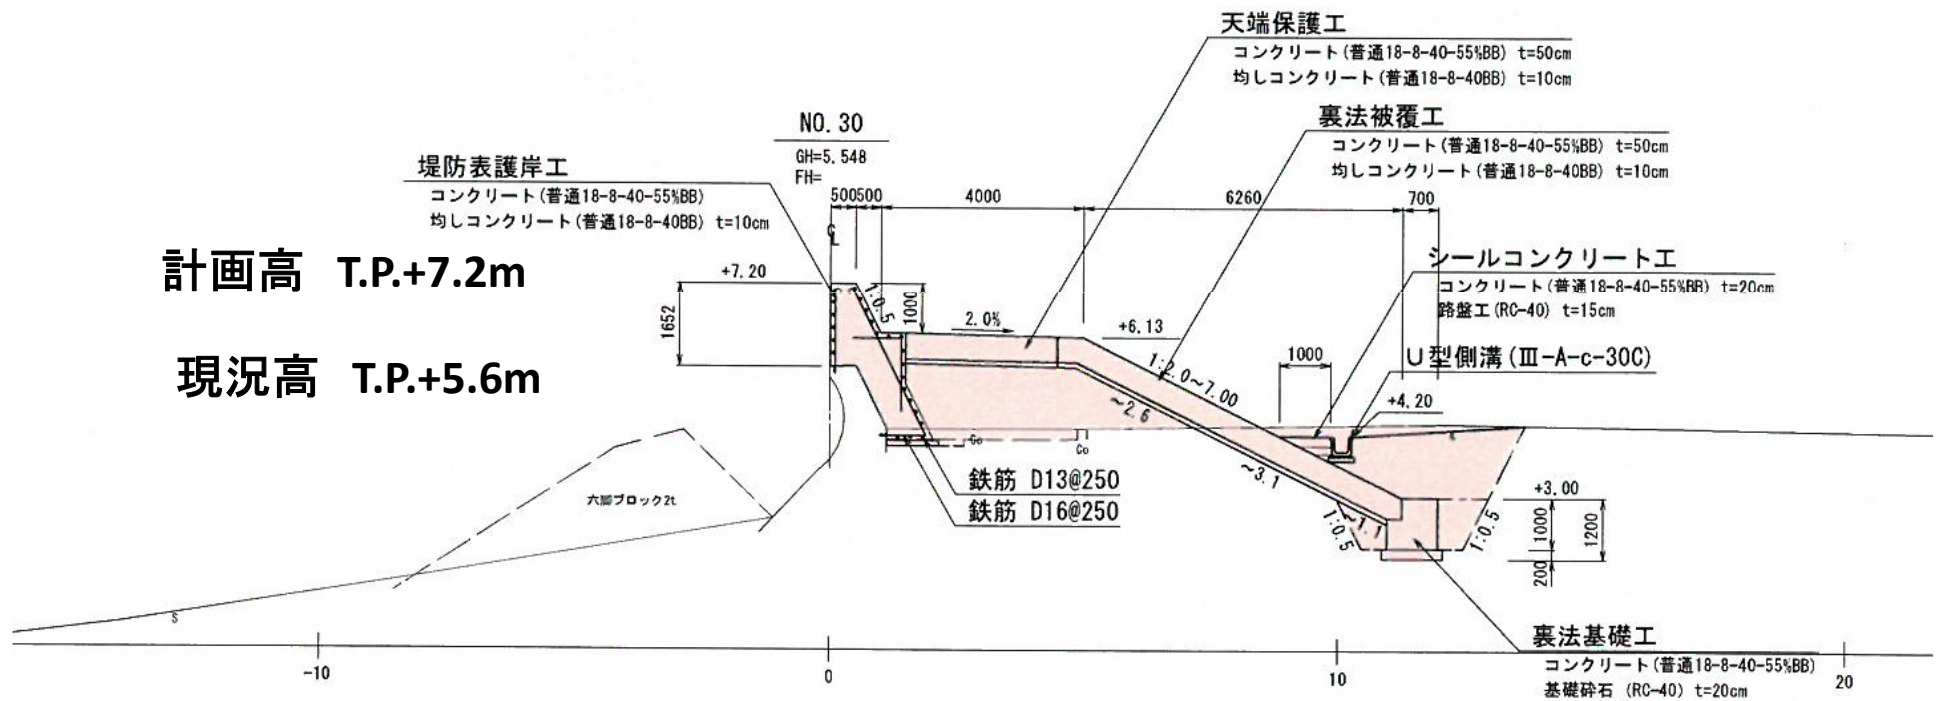 天端保護工
コンクリート(普通18-8-40-55%BB) t=50cm
均しコンクリート(普通18-8-40BB) t=10cm
裏法被覆工
コンクリート(普通18-8-40-55%BB) t=50cm
均しコンクリート(普通18-8-40BB) t=10cm
NO. 30
GH=5.548
FH=
堤防表護岸工
コンクリート(普通18-8-40-55%BB)
均しコンクリート(普通18-8-40BB) t=10cm
500
500
4000
6260
700
CL
計画高 T.P.+7.2m
現況高 T.P.+5.6m
+7.20
1652
1:0.5
1000
2.0%
+6.13
1:2.0~7.00
~2.6
~3.1
~1.1
シールコンクリート工
コンクリート(普通18-8-40-55%BB) t=20cm
路盤工(RC-40) t=15cm
1000
U型側溝(Ⅲ-A-c-30C)
+4.20
Co
Co
鉄筋 D13@250
鉄筋 D16@250
六脚ブロック2t
1:0.5
1:0.5
+3.00
1000
1200
200
S
裏法基礎工
コンクリート(普通18-8-40-55%BB)
基礎砕石 (RC-40) t=20cm
-10
0
10
20